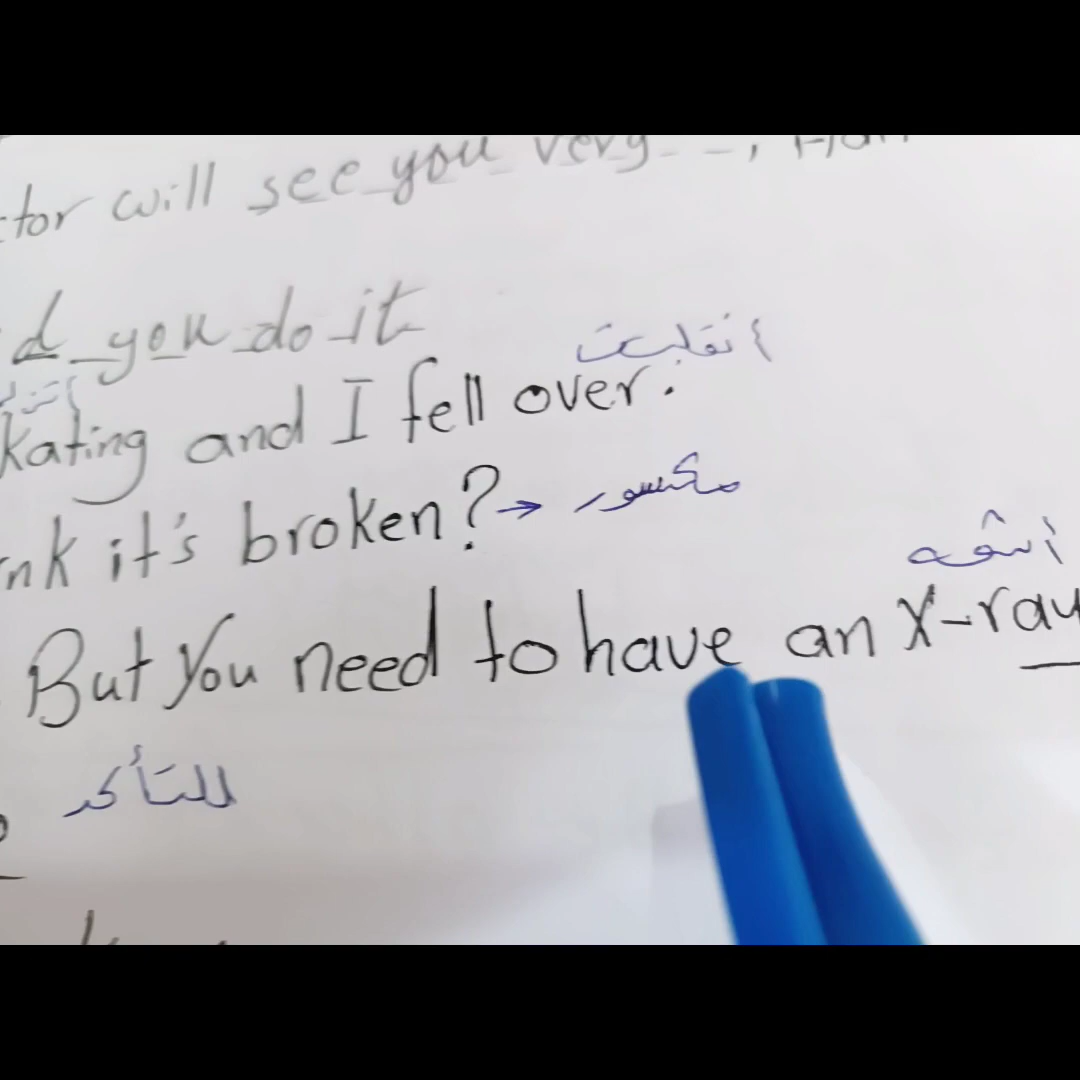 tor will see you very
d you do it
انقلبت
kating and I fell over.
nk it's broken? → مكسور
أشعة
But you need to have an X-ray
للتأكد